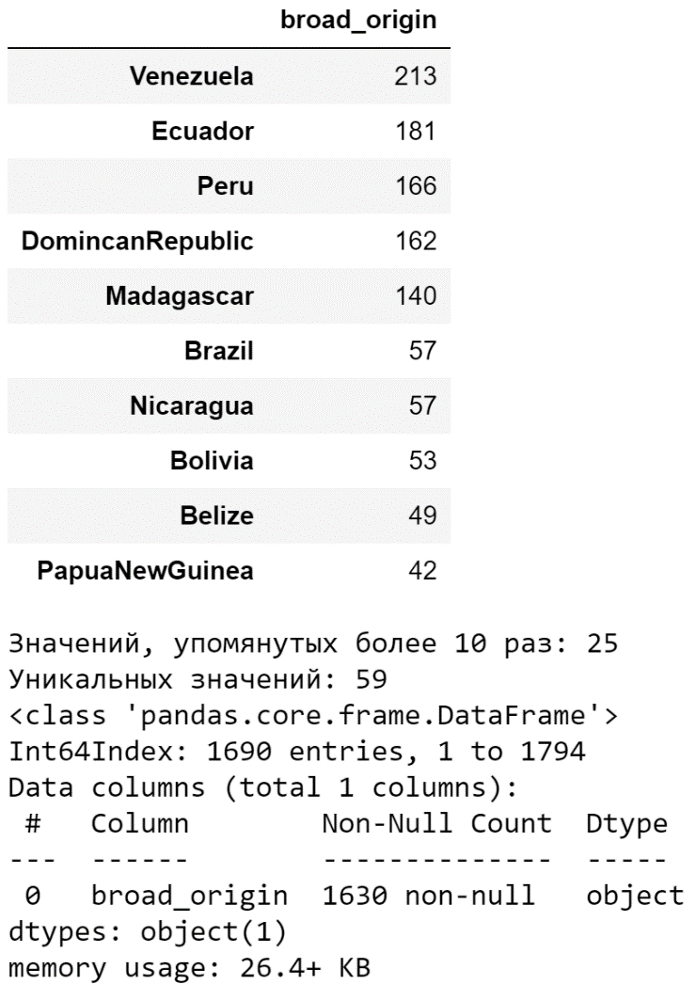 broad_origin
Venezuela 213
Ecuador 181
Peru 166
DomincanRepublic 162
Madagascar 140
Brazil 57
Nicaragua 57
Bolivia 53
Belize 49
PapuaNewGuinea 42
Значений, упомянутых более 10 раз: 25
Уникальных значений: 59
<class 'pandas.core.frame.DataFrame'>
Int64Index: 1690 entries, 1 to 1794
Data columns (total 1 columns):
 #   Column        Non-Null Count  Dtype
---  ------        --------------  -----
 0   broad_origin  1630 non-null   object
dtypes: object(1)
memory usage: 26.4+ KB